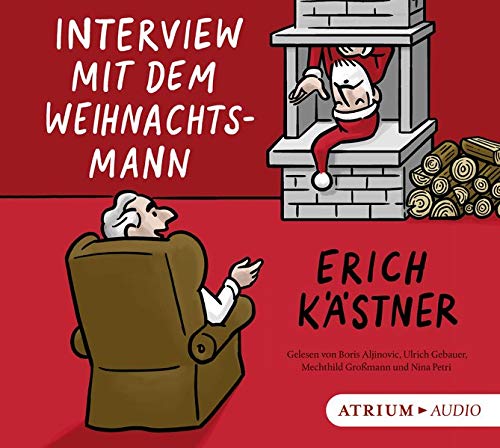 INTERVIEW
MIT DEM
WEIHNACHTS-
MANN
ERICH
KÄSTNER
Gelesen von Boris Aljinovic, Ulrich Gebauer,
Mechthild Großmann und Nina Petri
ATRIUM ► AUDIO